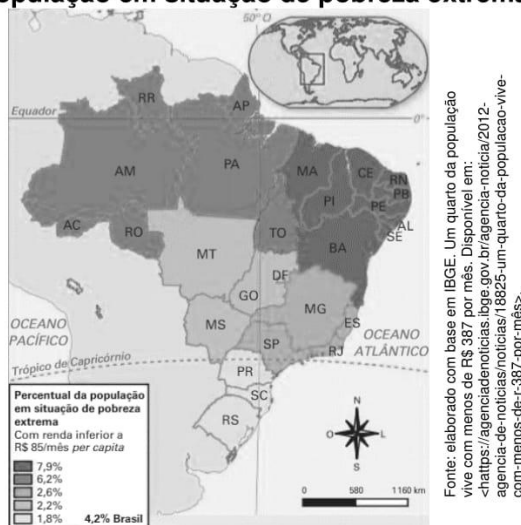 opulação em situação de pobreza extrema
50° O
Equador
0°
RR
AP
AM
PA
MA
CE
RN
PB
PE
PI
AL
SE
AC
RO
TO
BA
MT
DF
GO
MG
MS
ES
SP
RJ
PR
SC
RS
OCEANO
PACÍFICO
OCEANO
ATLÂNTICO
Trópico de Capricórnio
Percentual da população
em situação de pobreza
extrema
Com renda inferior a
R$ 85/mês per capita
7,9%
6,2%
2,6%
2,2%
1,8% 4,2% Brasil
N
O
L
S
0 580 1160 km
Fonte: elaborado com base em IBGE. Um quarto da população
vive com menos de R$ 387 por mês. Disponível em:
<https://agenciadenoticias.ibge.gov.br/agencia-noticia/2012-
agencia-de-noticias/noticias/18825-um-quarto-da-populacao-vive-
com-menos-de-r-387-por-mês>.